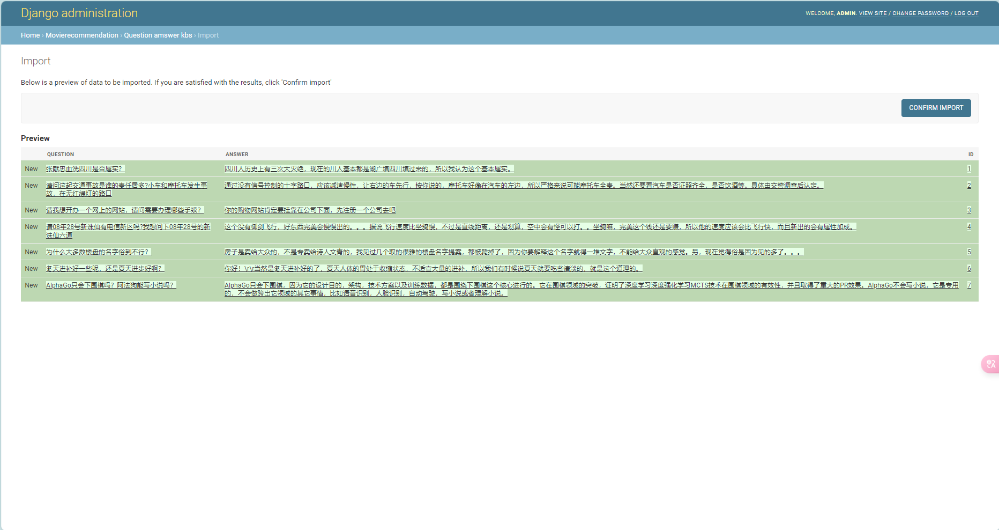 Django administration
WELCOME, ADMIN. VIEW SITE / CHANGE PASSWORD / LOG OUT
Home › Movierecommendation › Question amswer kbs › Import
Import
Below is a preview of data to be imported. If you are satisfied with the results, click 'Confirm import'
CONFIRM IMPORT
Preview
QUESTION ANSWER ID
New 张献忠血洗四川是否属实？ 四川人历史上有三次大灭绝，现在的川人基本都是湖广填四川填过来的，所以我认为这个基本属实。 1
New 请问这起交通事故是谁的责任居多?小车和摩托车发生事 通过没有信号控制的十字路口，应该减速慢性，让右边的车先行，按你说的，摩托车好像在汽车的左边，所以严格来说可能摩托车全责。当然还要看汽车是否证照齐全，是否饮酒等。具体由交警调查后认定。 2
故，在无红绿灯的路口
New 请我想开办一个网上的网站，请问需要办理哪些手续？ 你的购物网站肯定要挂靠在公司下面，先注册一个公司去吧 3
New 请08年28号新诛仙有电信新区吗?我想问下08年28号的新 这个没有御剑飞行，好东西完美会慢慢出的。。。据说飞行速度比坐骑慢，不过是直线距离，还是划算，空中会有怪可以打。。坐骑嘛，完美这个钱还是要赚，所以他的速度应该会比飞行快，而且新出的会有属性加成。 4
诛仙六道
New 为什么大多数楼盘的名字俗到不行？ 房子是卖给大众的，不是专卖给诗人文青的，我见过几个取的很雅的楼盘名字提案，都被毙掉了，因为你要解释这个名字就得一堆文字，不能给大众直观的感觉。另，现在觉得俗是因为见的多了。。。 5
New 冬天进补好一些呢，还是夏天进步好啊？ 你好！\r\r当然是冬天进补好的了，夏天人体的胃处于收缩状态，不适宜大量的进补，所以我们有时候说夏天就要吃些清淡的，就是这个道理的。 6
New AlphaGo只会下围棋吗？阿法狗能写小说吗？ AlphaGo只会下围棋，因为它的设计目的，架构，技术方案以及训练数据，都是围绕下围棋这个核心进行的。它在围棋领域的突破，证明了深度学习深度强化学习MCTS技术在围棋领域的有效性，并且取得了重大的PR效果。AlphaGo不会写小说，它是专用 7
的，不会做跨出它领域的其它事情，比如语音识别，人脸识别，自动驾驶，写小说或者理解小说。